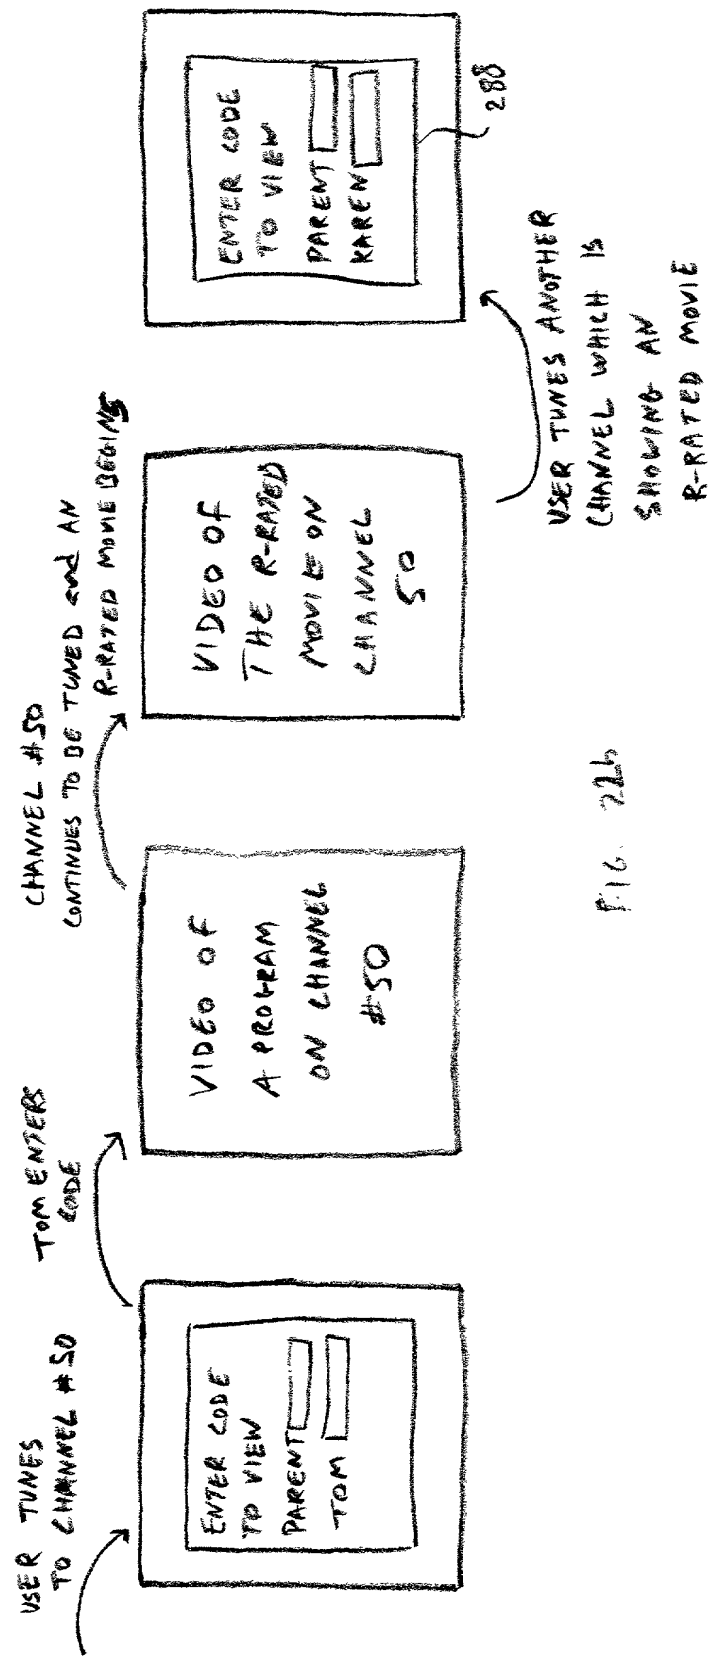 USER TUNES
TO CHANNEL #50
ENTER CODE
TO VIEW
PARENT
TOM
TOM ENTERS
CODE
VIDEO OF
A PROGRAM
ON CHANNEL
#50
CHANNEL #50
CONTINUES TO BE TUNED and AN
R-RATED MOVIE BEGINS
VIDEO OF
THE R-RATED
MOVIE ON
CHANNEL
50
USER TUNES ANOTHER
CHANNEL WHICH IS
SHOWING AN
R-RATED MOVIE
ENTER CODE
TO VIEW
PARENT
KAREN
288
FIG. 22b